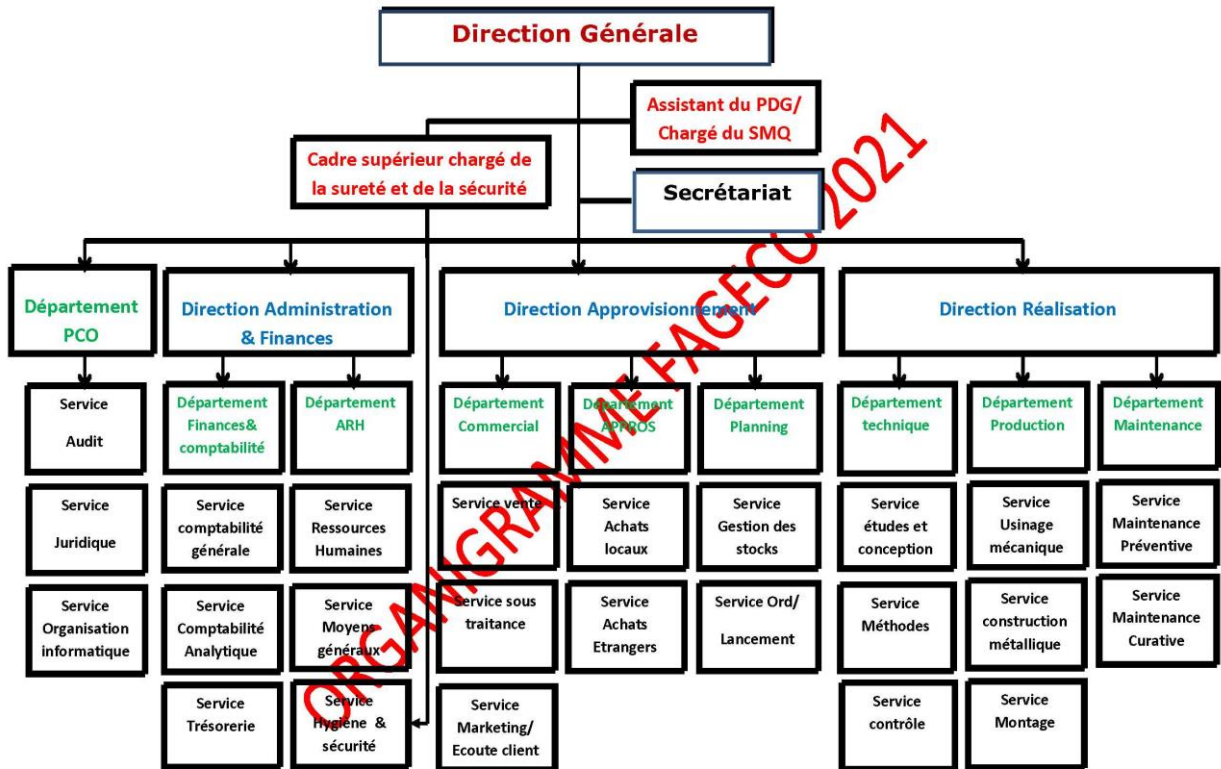 Direction Générale
Assistant du PDG/
Chargé du SMQ
Cadre supérieur chargé de
la sureté et de la sécurité
Secrétariat
ORGANIGRAMME FAGECO 2021
Département
PCO
Direction Administration
& Finances
Direction Approvisionnement
Direction Réalisation
Service
Audit
Département
Finances&
comptabilité
Département
ARH
Département
Commercial
Département
APPROS
Département
Planning
Département
technique
Département
Production
Département
Maintenance
Service
Juridique
Service
comptabilité
générale
Service
Ressources
Humaines
Service vente
Service
Achats
locaux
Service
Gestion des
stocks
Service
études et
conception
Service
Usinage
mécanique
Service
Maintenance
Préventive
Service
Organisation
informatique
Service
Comptabilité
Analytique
Service
Moyens
généraux
Service sous
traitance
Service
Achats
Etrangers
Service Ord/
Lancement
Service
Méthodes
Service
construction
métallique
Service
Maintenance
Curative
Service
Trésorerie
Service
Hygiène &
sécurité
Service
Marketing/
Ecoute client
Service
contrôle
Service
Montage